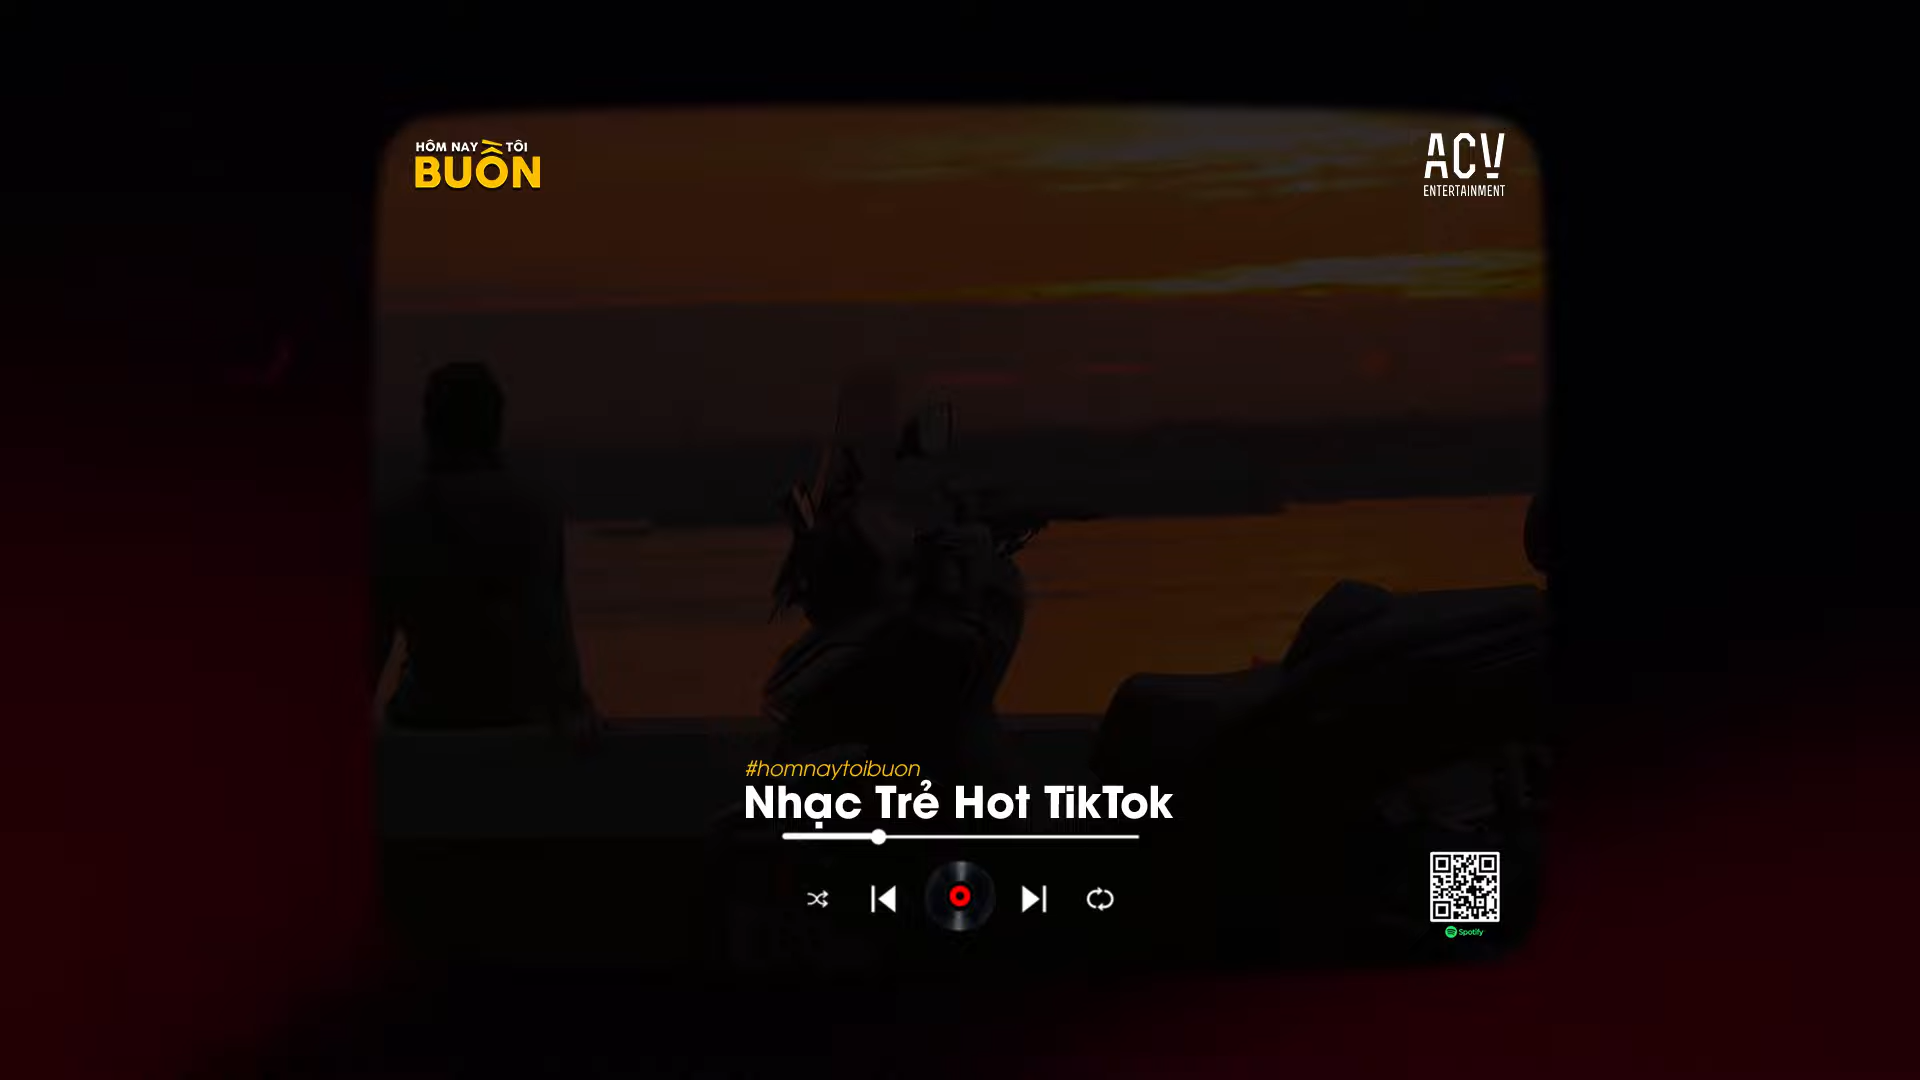 HÔM NAY TÔI
BUỒN
ACV
ENTERTAINMENT
#homnaytoibuon
Nhạc Trẻ Hot TikTok
Spotify